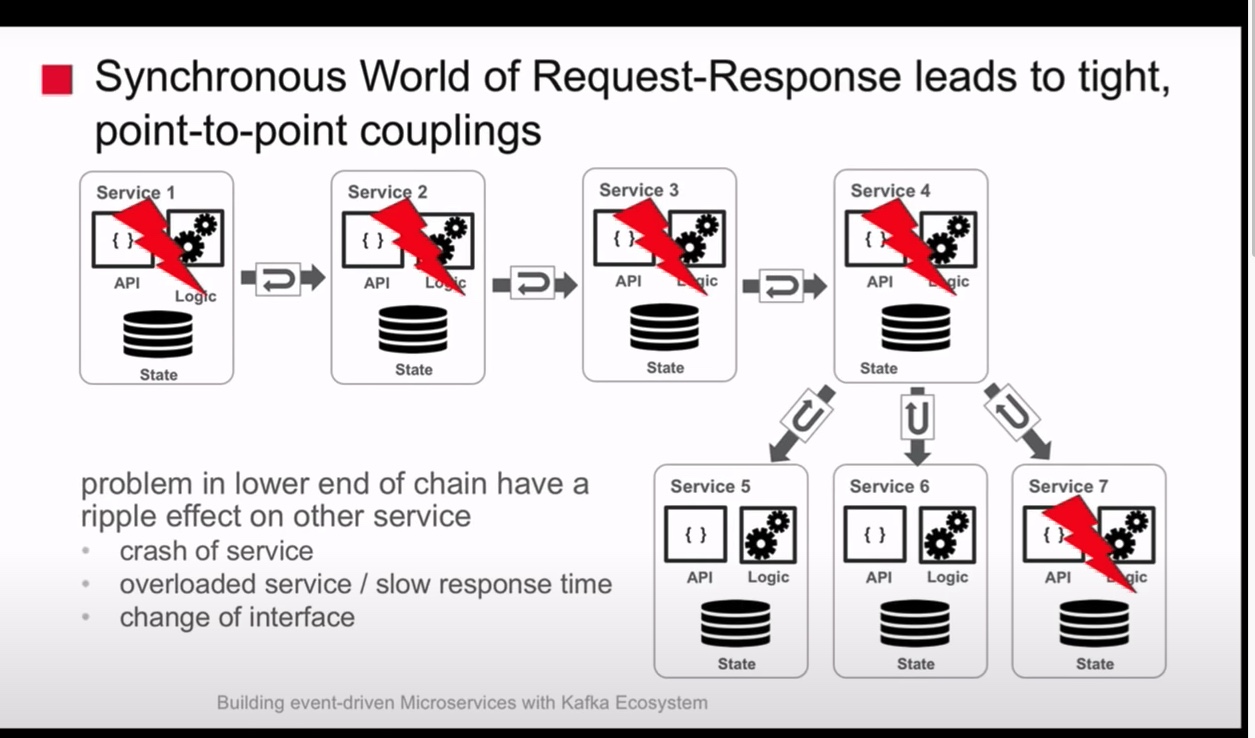 Synchronous World of Request-Response leads to tight,
point-to-point couplings
Service 1
{ }
API
Logic
State
Service 2
{ }
API
Logic
State
Service 3
{ }
API
Logic
State
Service 4
{ }
API
Logic
State
problem in lower end of chain have a
ripple effect on other service
• crash of service
• overloaded service / slow response time
• change of interface
Service 5
{ }
API
Logic
State
Service 6
{ }
API
Logic
State
Service 7
{ }
API
Logic
State
Building event-driven Microservices with Kafka Ecosystem